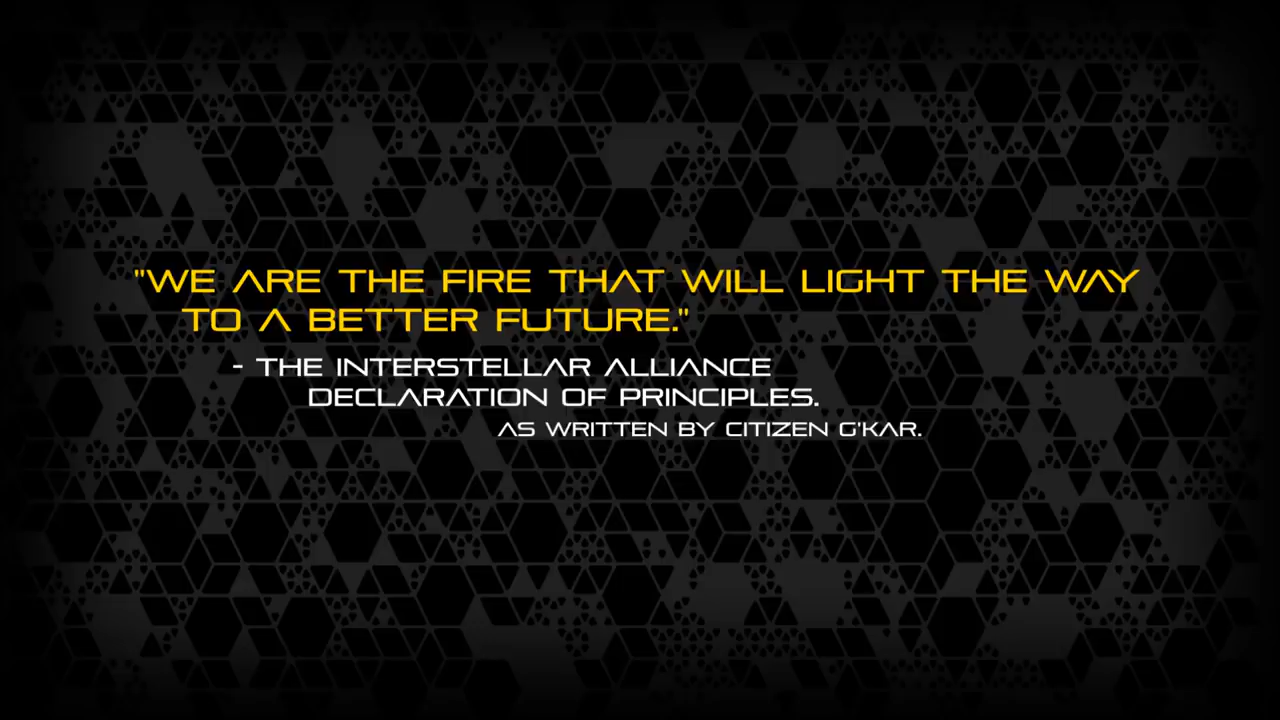 "WE ARE THE FIRE THAT WILL LIGHT THE WAY
TO A BETTER FUTURE."
- THE INTERSTELLAR ALLIANCE
DECLARATION OF PRINCIPLES.
AS WRITTEN BY CITIZEN G'KAR.